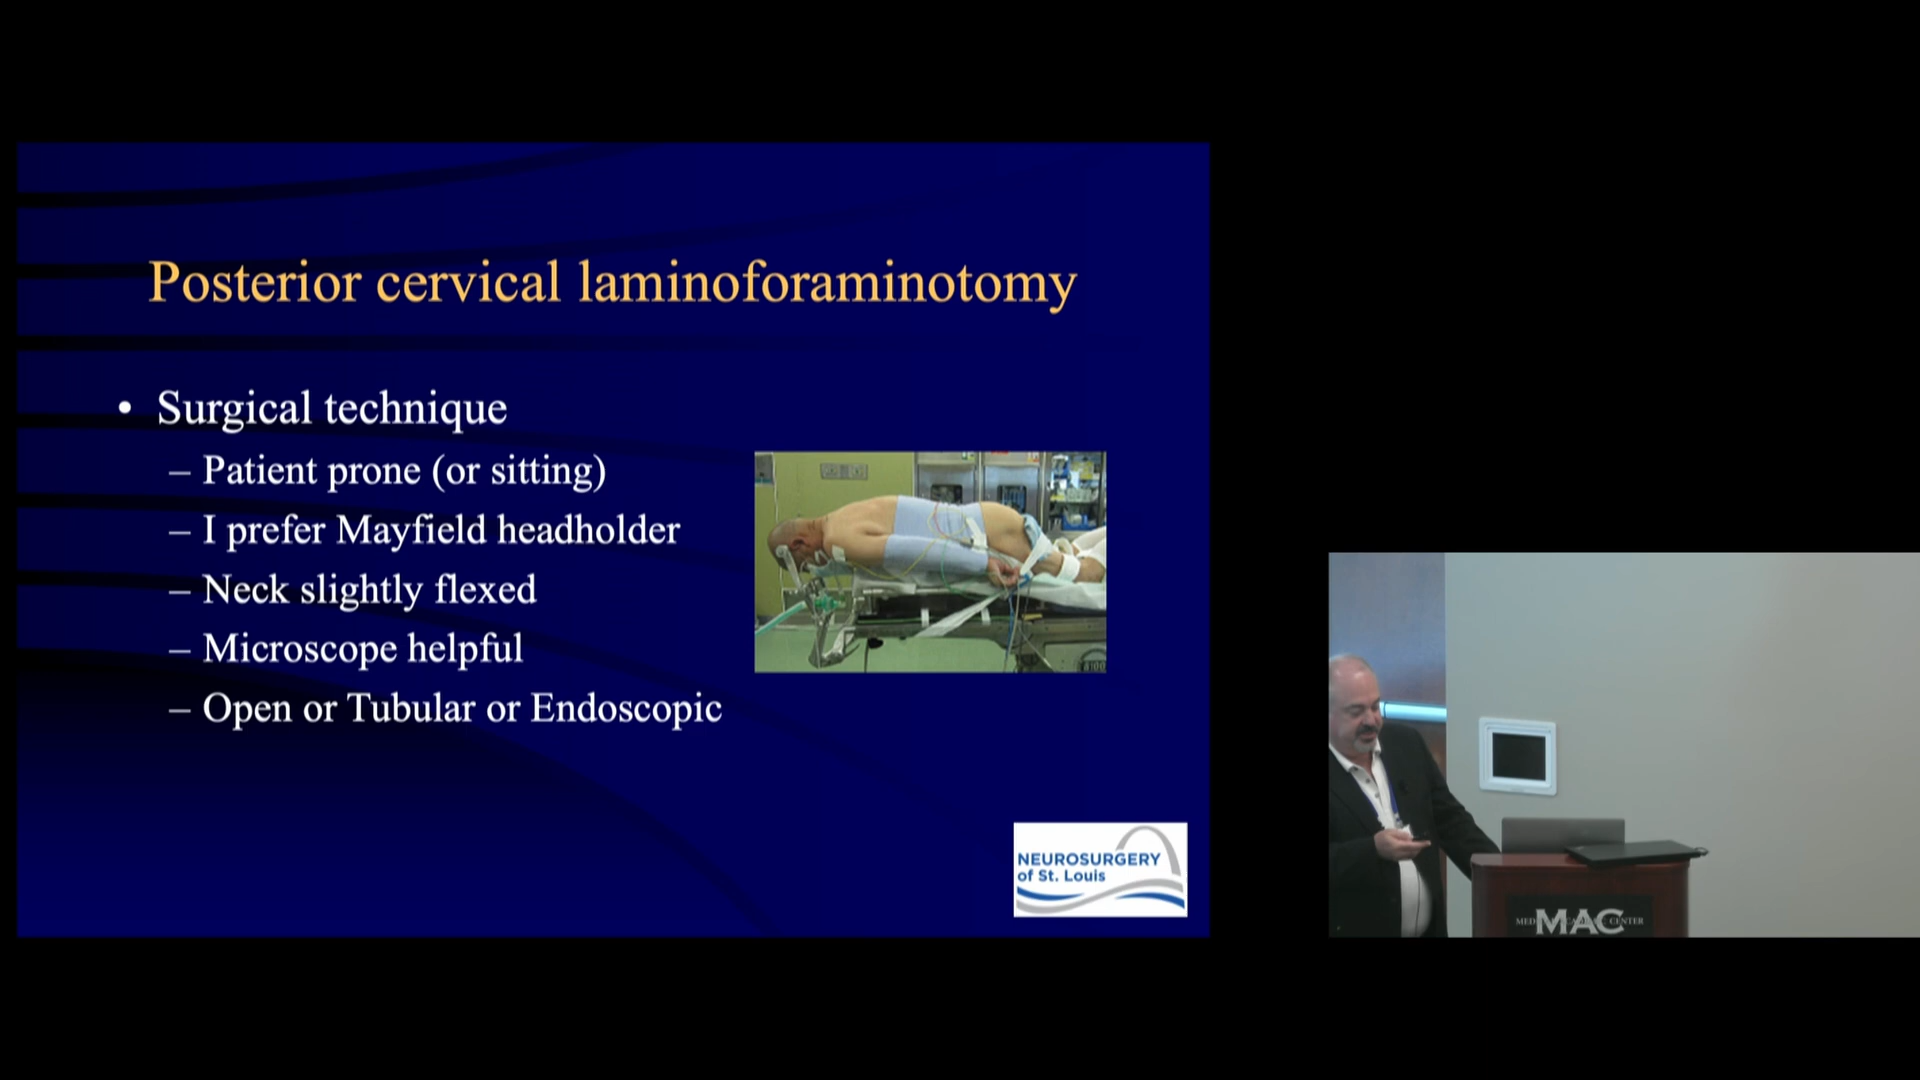 Posterior cervical laminoforaminotomy
• Surgical technique
– Patient prone (or sitting)
– I prefer Mayfield headholder
– Neck slightly flexed
– Microscope helpful
– Open or Tubular or Endoscopic
NEUROSURGERY
of St. Louis
MAC
CENTER